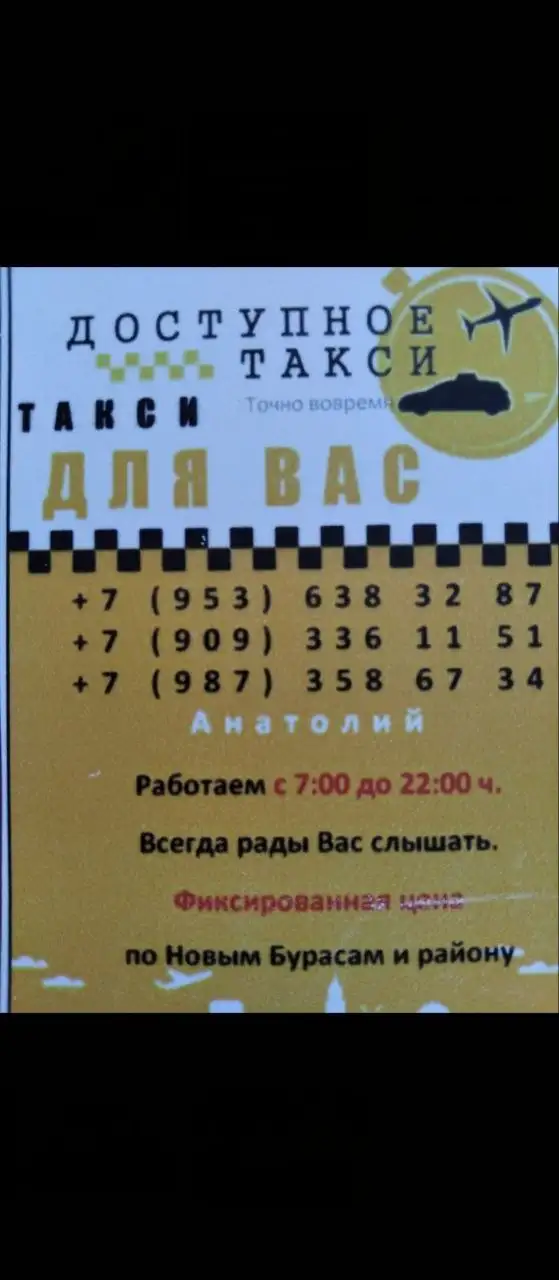 ДОСТУПНОЕ
ТАКСИ
Точно вовремя
ТАКСИ
ДЛЯ ВАС
+7 (953) 638 32 87
+7 (909) 336 11 51
+7 (987) 358 67 34
Анатолий
Работаем с 7:00 до 22:00 ч.
Всегда рады Вас слышать.
Фиксированная цена
по Новым Бурасам и району